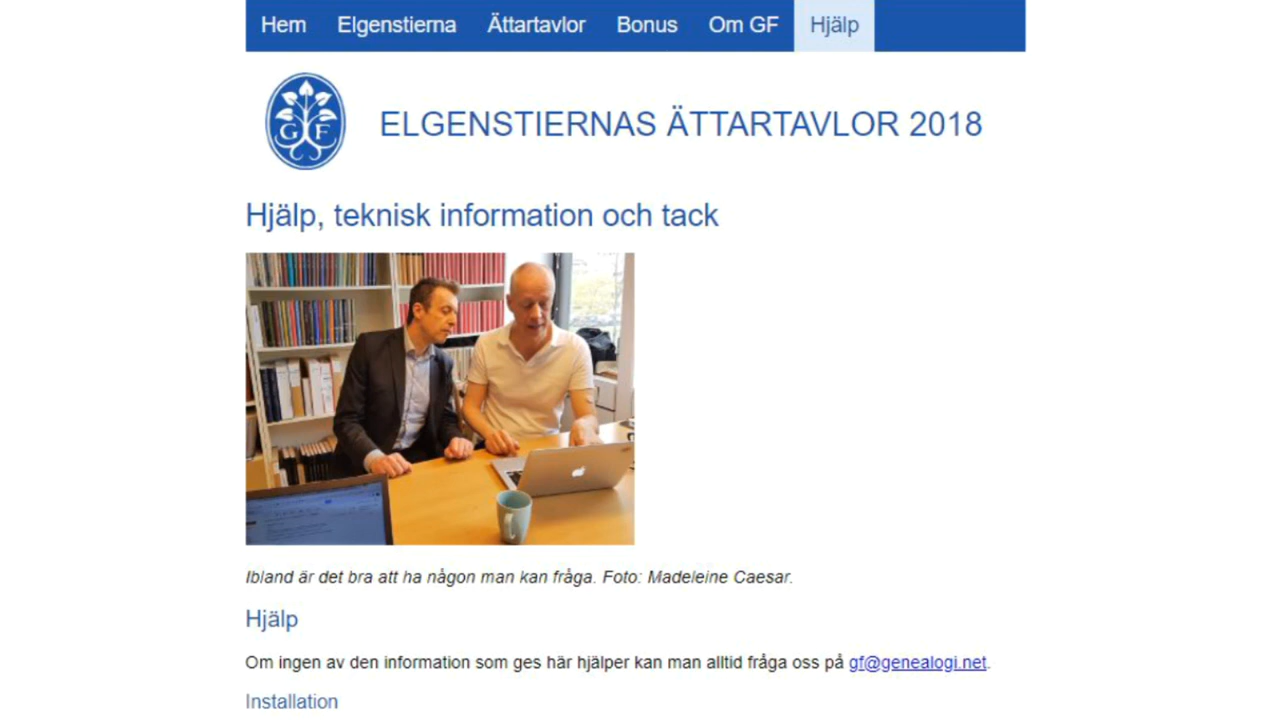 Hem Elgenstierna Ättartavlor Bonus Om GF Hjälp
G F
ELGENSTIERNAS ÄTTARTAVLOR 2018
Hjälp, teknisk information och tack
Ibland är det bra att ha någon man kan fråga. Foto: Madeleine Caesar.
Hjälp
Om ingen av den information som ges här hjälper kan man alltid fråga oss på gf@genealogi.net.
Installation